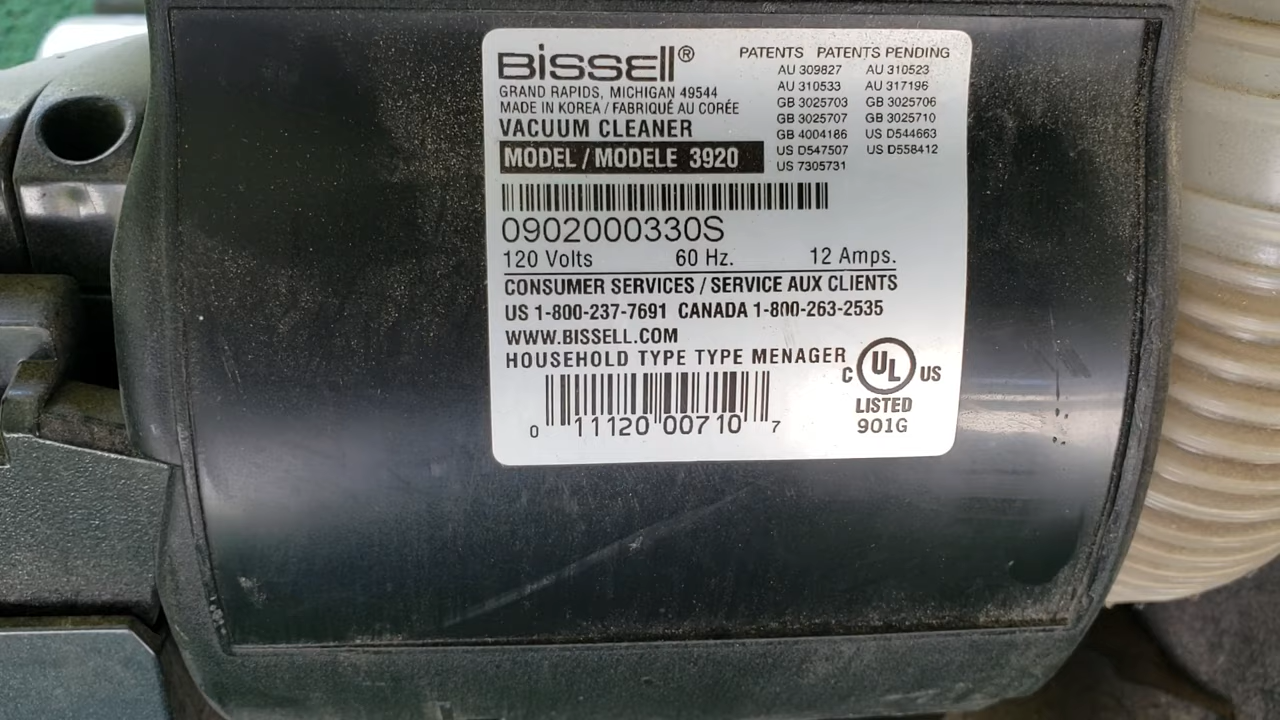 BISSELL®
GRAND RAPIDS, MICHIGAN 49544
MADE IN KOREA / FABRIQUÉ AU CORÉE
VACUUM CLEANER
MODEL / MODELE 3920
PATENTS PATENTS PENDING
AU 309827 AU 310523
AU 310533 AU 317196
GB 3025703 GB 3025706
GB 3025707 GB 3025710
GB 4004186 US D544663
US D547507 US D558412
US 7305731
0902000330S
120 Volts 60 Hz. 12 Amps.
CONSUMER SERVICES / SERVICE AUX CLIENTS
US 1-800-237-7691 CANADA 1-800-263-2535
WWW.BISSELL.COM
HOUSEHOLD TYPE TYPE MENAGER
C UL US
LISTED
901G
0 11120 00710 7